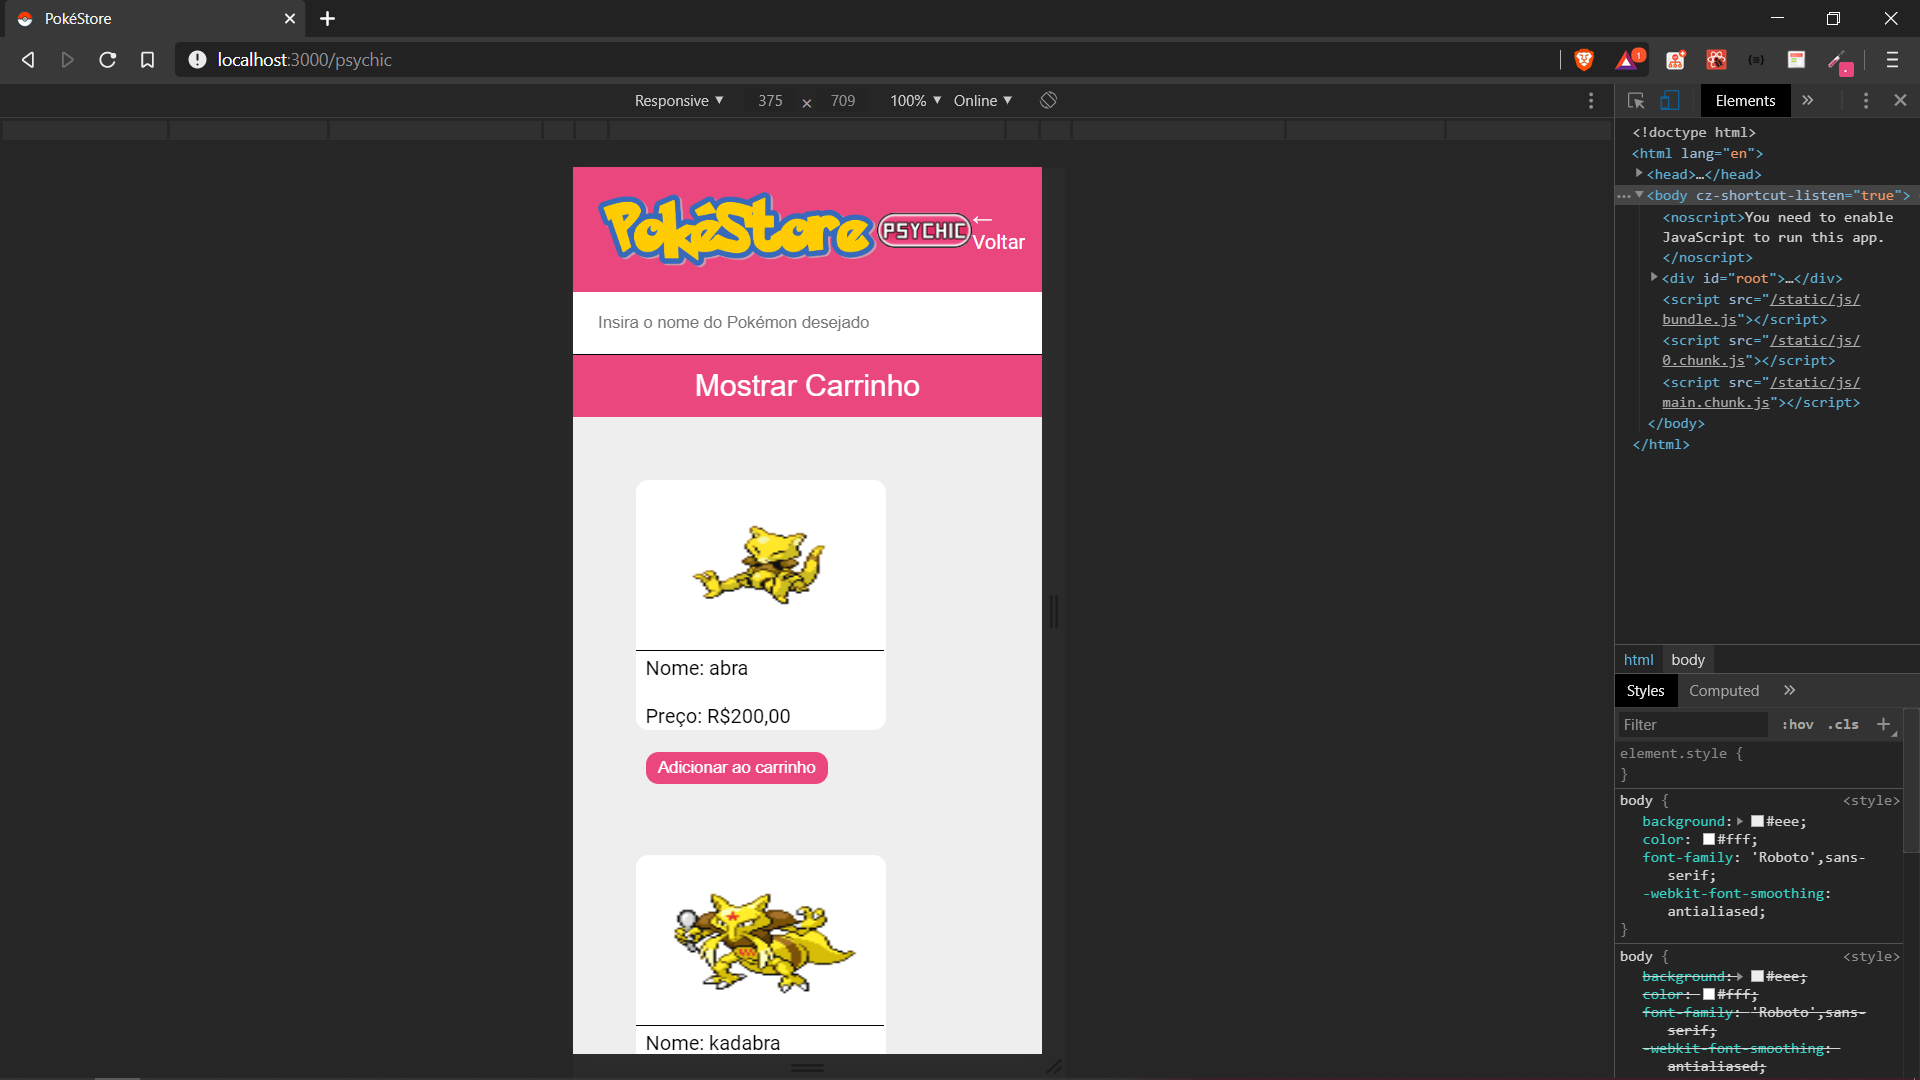 PokéStore
localhost:3000/psychic
1
Responsive ▼ 375 × 709 100% ▼ Online ▼
Elements
PokéStore PSYCHIC ←
Voltar
Insira o nome do Pokémon desejado
Mostrar Carrinho
Nome: abra
Preço: R$200,00
Adicionar ao carrinho
Nome: kadabra
<!doctype html>
<html lang="en">
<head>…</head>
<body cz-shortcut-listen="true">
<noscript>You need to enable
JavaScript to run this app.
</noscript>
<div id="root">…</div>
<script src="/static/js/
bundle.js"></script>
<script src="/static/js/
0.chunk.js"></script>
<script src="/static/js/
main.chunk.js"></script>
</body>
</html>
html body
Styles Computed
Filter :hov .cls
element.style {
}
body { <style>
background: #eee;
color: #fff;
font-family: 'Roboto',sans-
serif;
-webkit-font-smoothing:
antialiased;
}
body { <style>
background: #eee;
color: #fff;
font-family: 'Roboto',sans-
serif;
-webkit-font-smoothing:
antialiased;